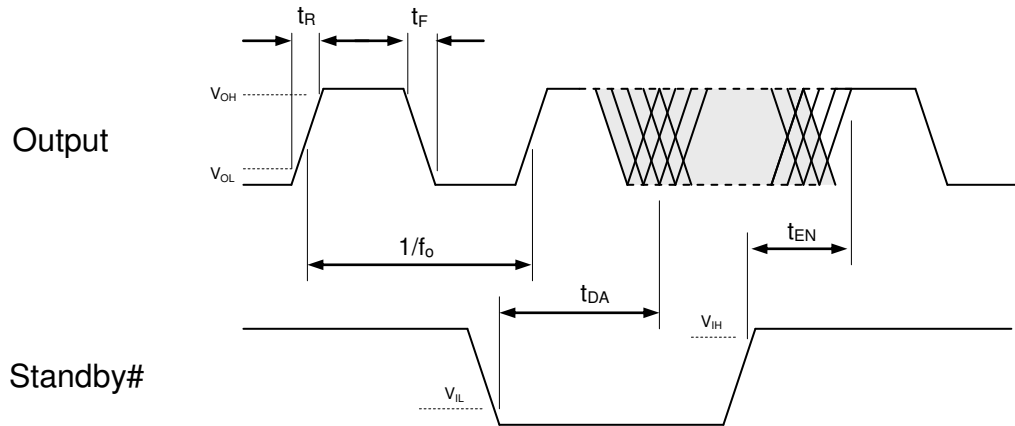 tR tF
VOH
Output
VOL
1/fo
tEN
tDA
VIH
Standby#
VIL